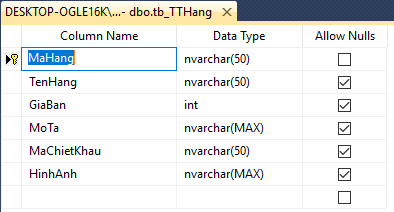 DESKTOP-OGLE16K\...- dbo.tb_TTHang
Column Name Data Type Allow Nulls
MaHang nvarchar(50)
TenHang nvarchar(50)
GiaBan int
MoTa nvarchar(MAX)
MaChietKhau nvarchar(50)
HinhAnh nvarchar(MAX)